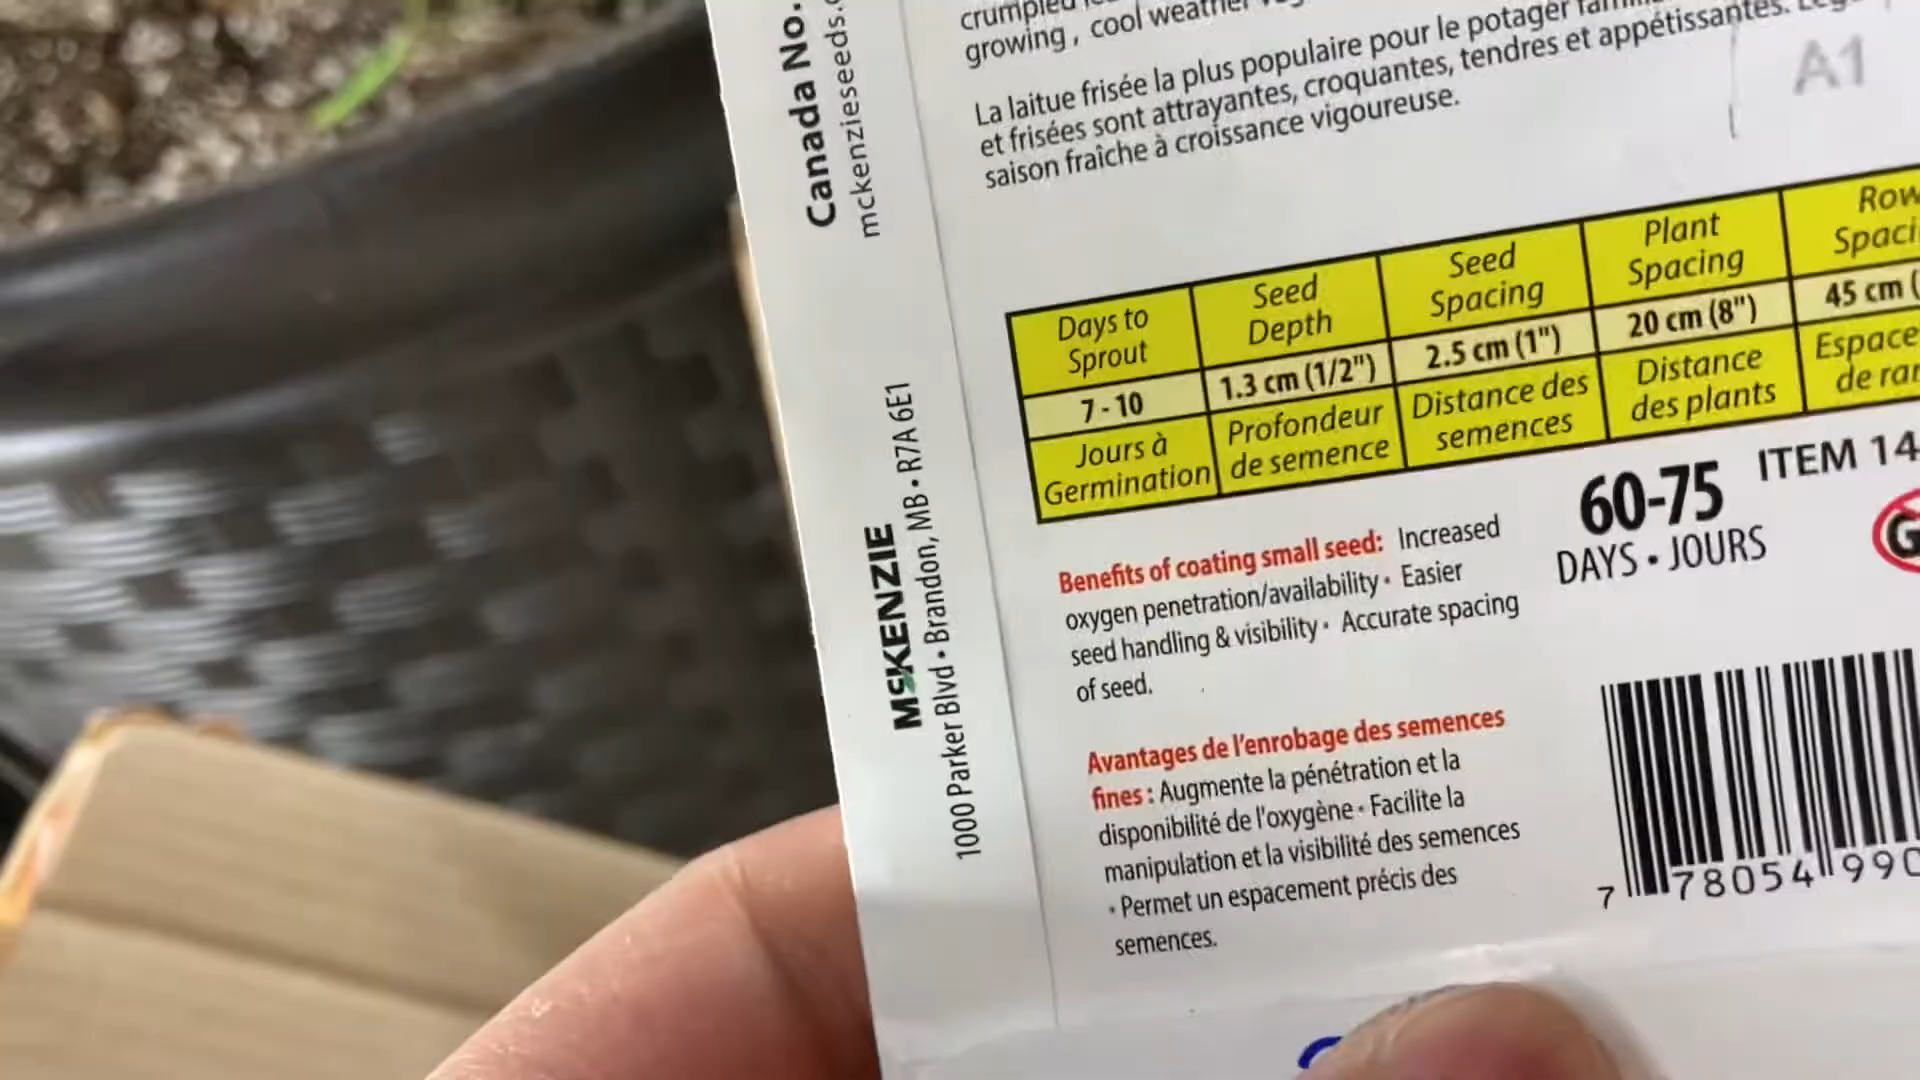 Canada No.
mckenzieseeds.
crumpled
growing, cool weather
La laitue frisée la plus populaire pour le potager
et frisées sont attrayantes, croquantes, tendres et appétissantes.
saison fraîche à croissance vigoureuse.
A1
Days to Sprout
Seed Depth
Seed Spacing
Plant Spacing
Row
7 - 10
1.3 cm (1/2")
2.5 cm (1")
20 cm (8")
45 cm (
Jours à Germination
Profondeur de semence
Distance des semences
Distance des plants
Espace
de
60-75
DAYS • JOURS
ITEM 14
G
Benefits of coating small seed: Increased
oxygen penetration/availability • Easier
seed handling & visibility • Accurate spacing
of seed.
Avantages de l'enrobage des semences
fines : Augmente la pénétration et la
disponibilité de l'oxygène • Facilite la
manipulation et la visibilité des semences
• Permet un espacement précis des
semences.
MCKENZIE
1000 Parker Blvd • Brandon, MB • R7A 6E1
7 78054 990